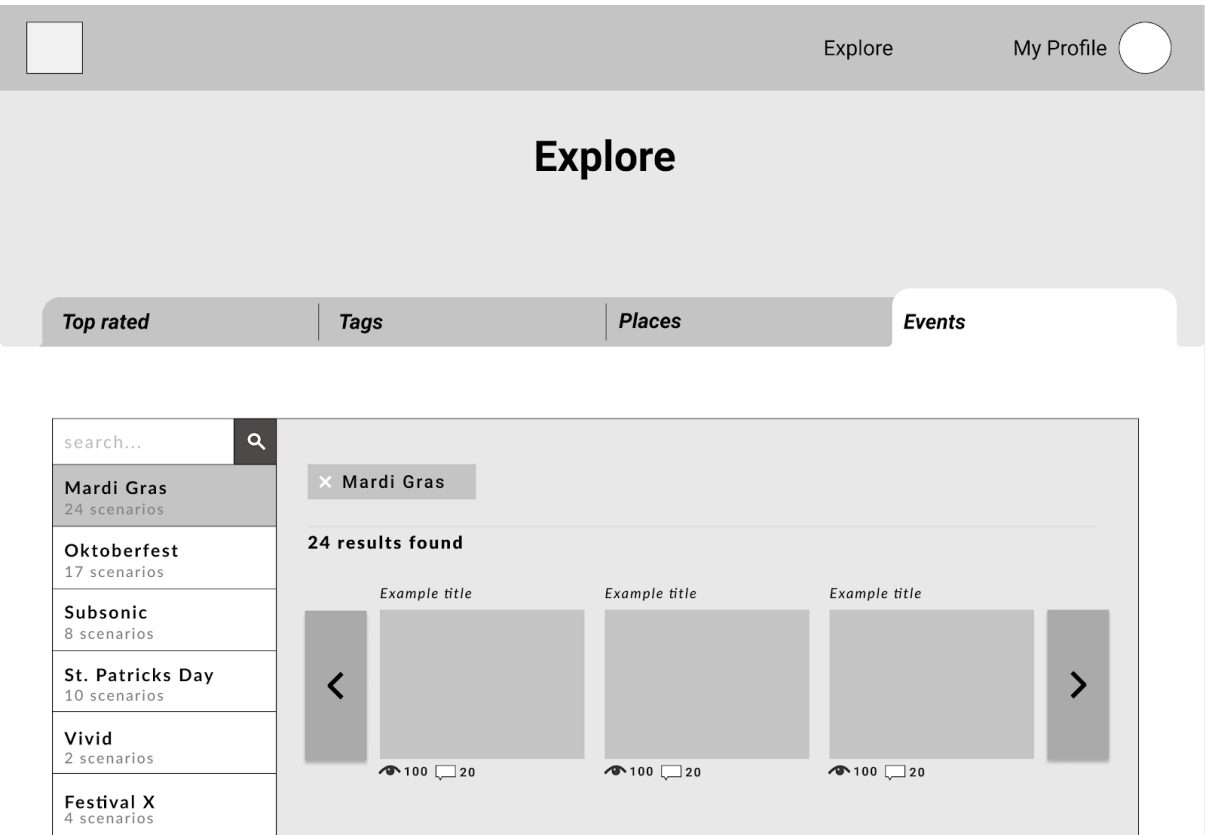 Explore
My Profile
Explore
Top rated
Tags
Places
Events
search...
Mardi Gras
24 scenarios
Oktoberfest
17 scenarios
Subsonic
8 scenarios
St. Patricks Day
10 scenarios
Vivid
2 scenarios
Festival X
4 scenarios
× Mardi Gras
24 results found
Example title
Example title
Example title
100 20
100 20
100 20